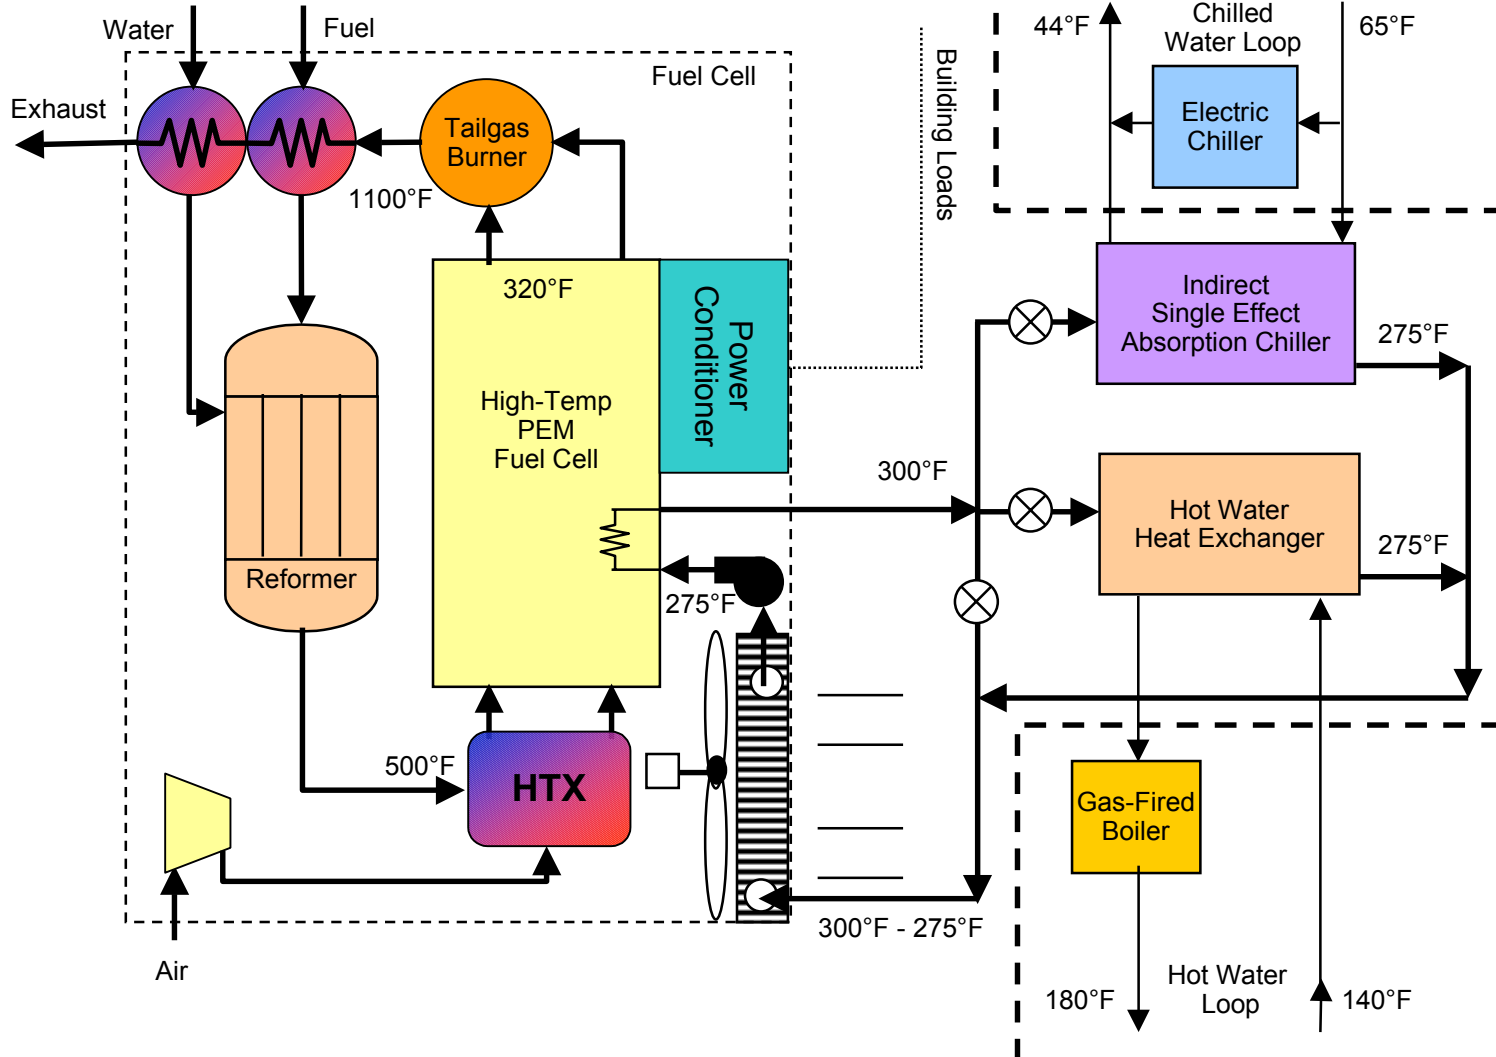 Water
Fuel
44°F
Chilled
Water Loop
65°F
Fuel Cell
Building Loads
Exhaust
Tailgas
Burner
Electric
Chiller
1100°F
320°F
Power
Conditioner
Indirect
Single Effect
Absorption Chiller
275°F
High-Temp
PEM
Fuel Cell
300°F
Hot Water
Heat Exchanger
275°F
Reformer
275°F
500°F
HTX
Gas-Fired
Boiler
300°F - 275°F
Air
180°F
Hot Water
Loop
140°F